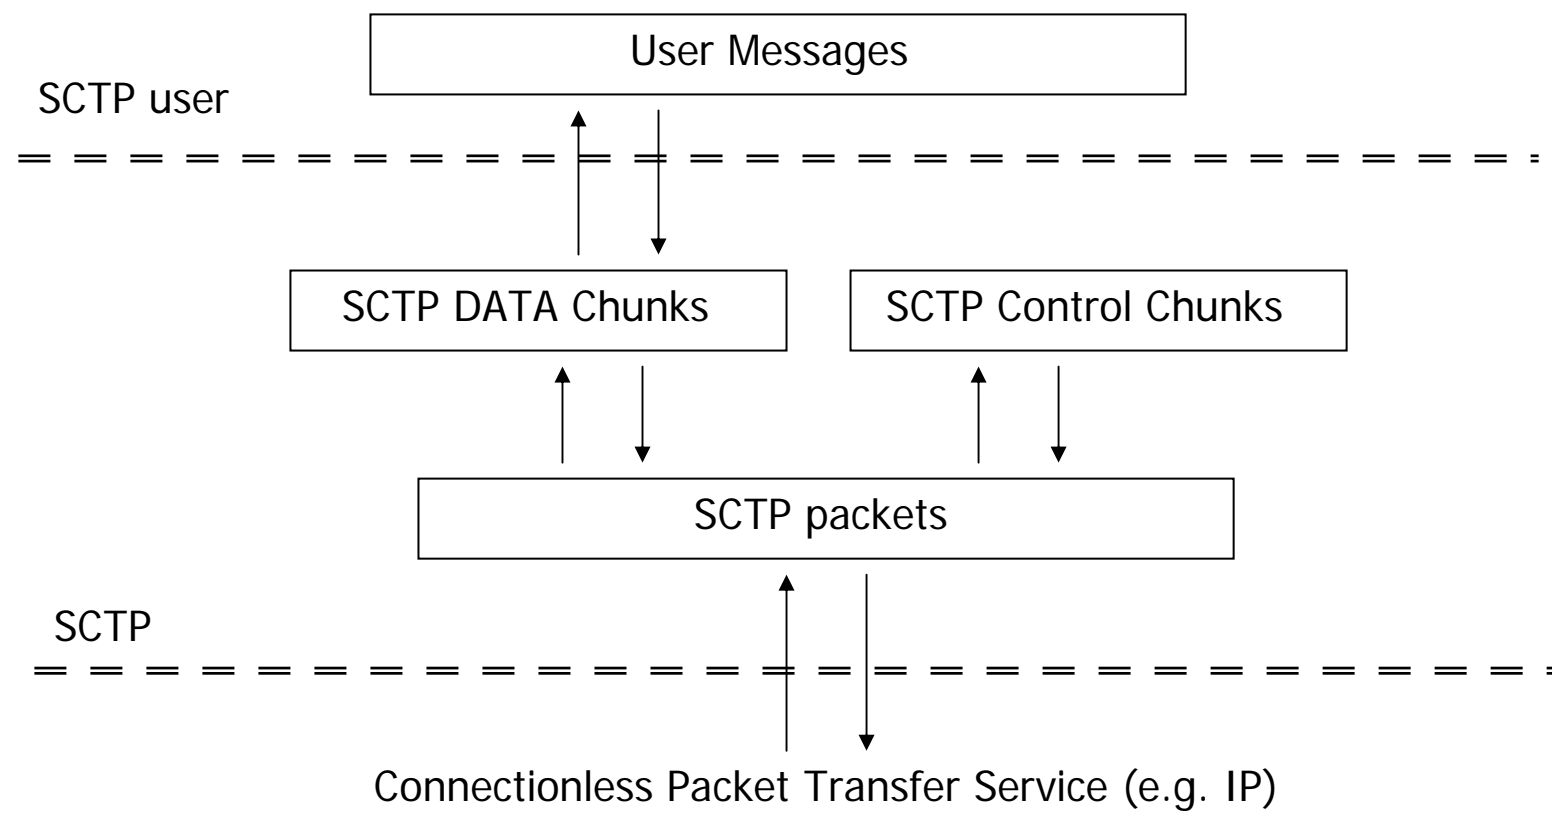 User Messages
SCTP user
SCTP DATA Chunks
SCTP Control Chunks
SCTP packets
SCTP
Connectionless Packet Transfer Service (e.g. IP)